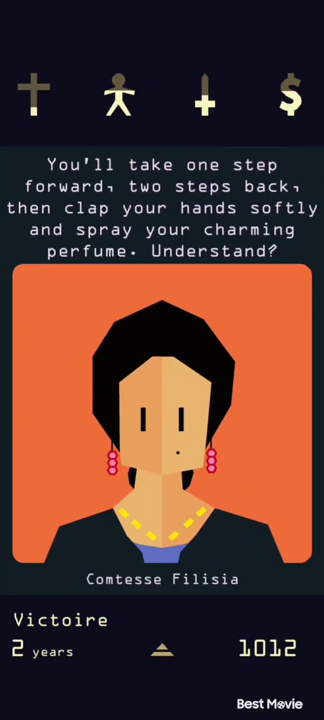 You'll take one step
forward, two steps back,
then clap your hands softly
and spray your charming
perfume. Understand?
Comtesse Filisia
Victoire
2 years
1012
Best Movie